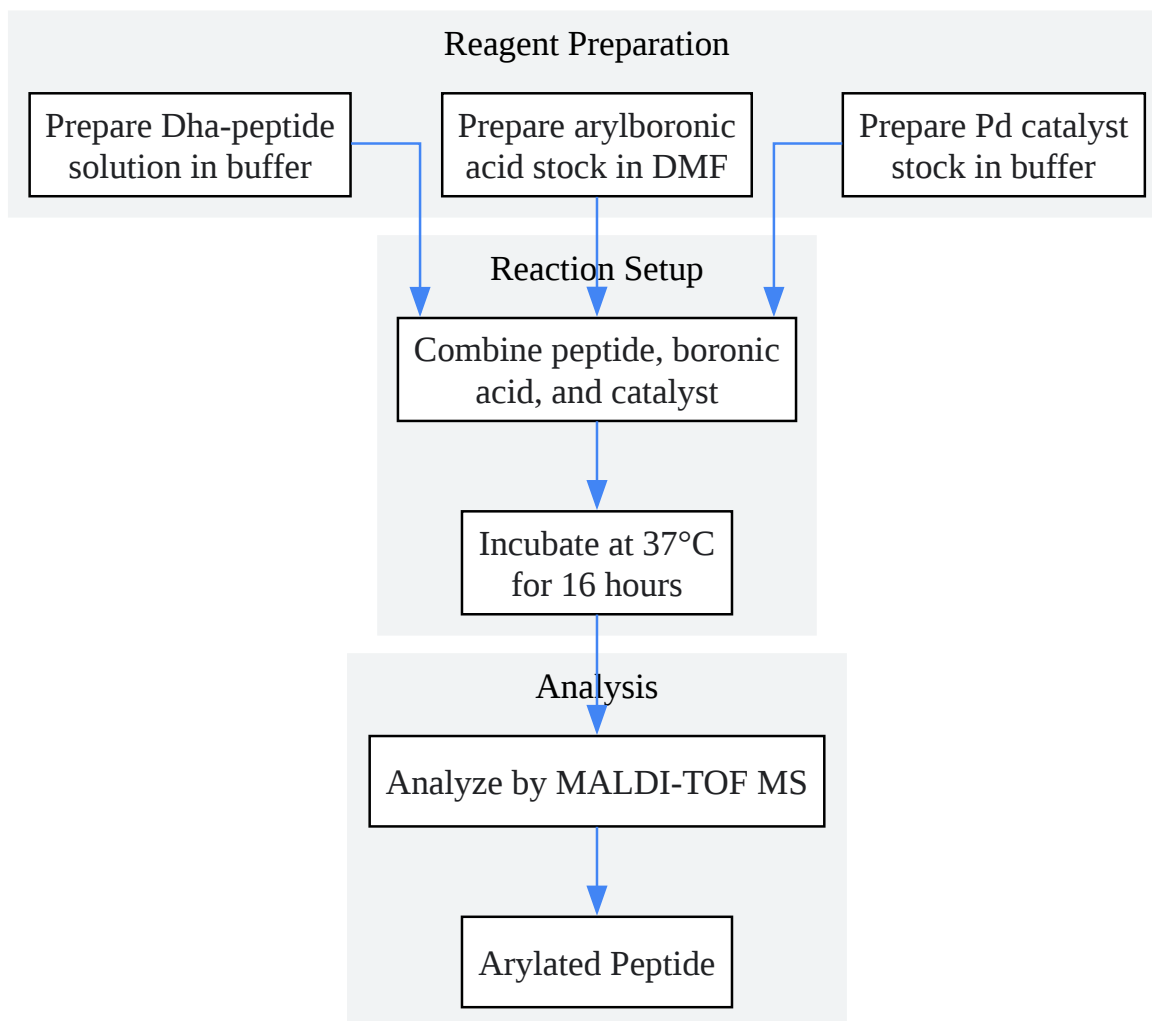 Reagent Preparation
Prepare Dha-peptide
solution in buffer
Prepare arylboronic
acid stock in DMF
Prepare Pd catalyst
stock in buffer
Reaction Setup
Combine peptide, boronic
acid, and catalyst
Incubate at 37°C
for 16 hours
Analysis
Analyze by MALDI-TOF MS
Arylated Peptide